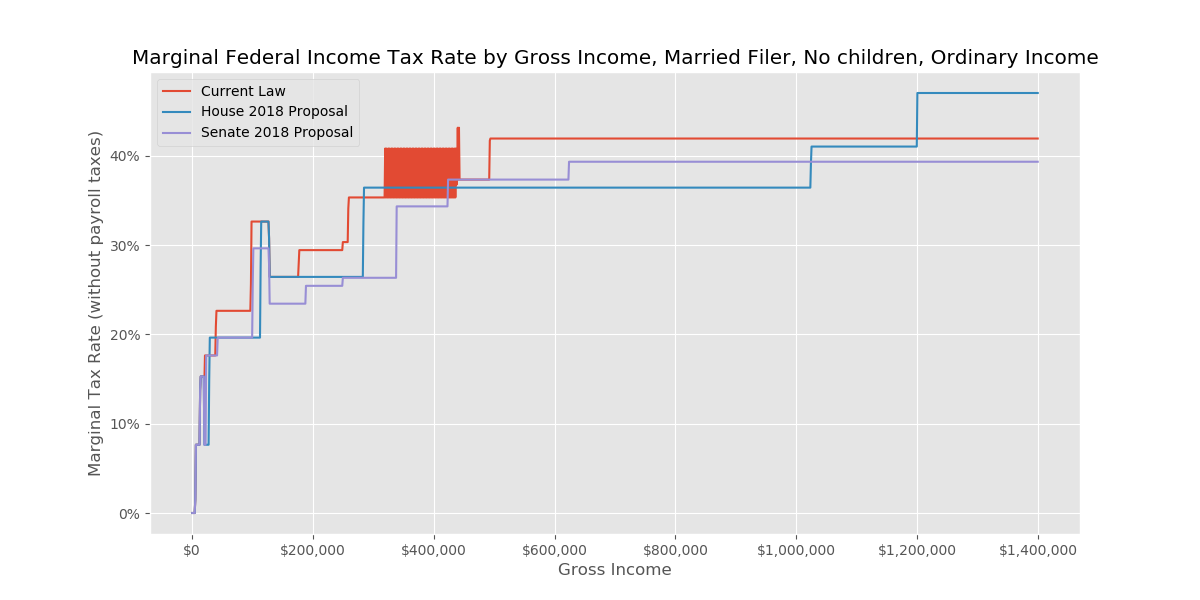 Marginal Federal Income Tax Rate by Gross Income, Married Filer, No children, Ordinary Income
Current Law
House 2018 Proposal
Senate 2018 Proposal
Marginal Tax Rate (without payroll taxes)
40%
30%
20%
10%
0%
$0
$200,000
$400,000
$600,000
$800,000
$1,000,000
$1,200,000
$1,400,000
Gross Income